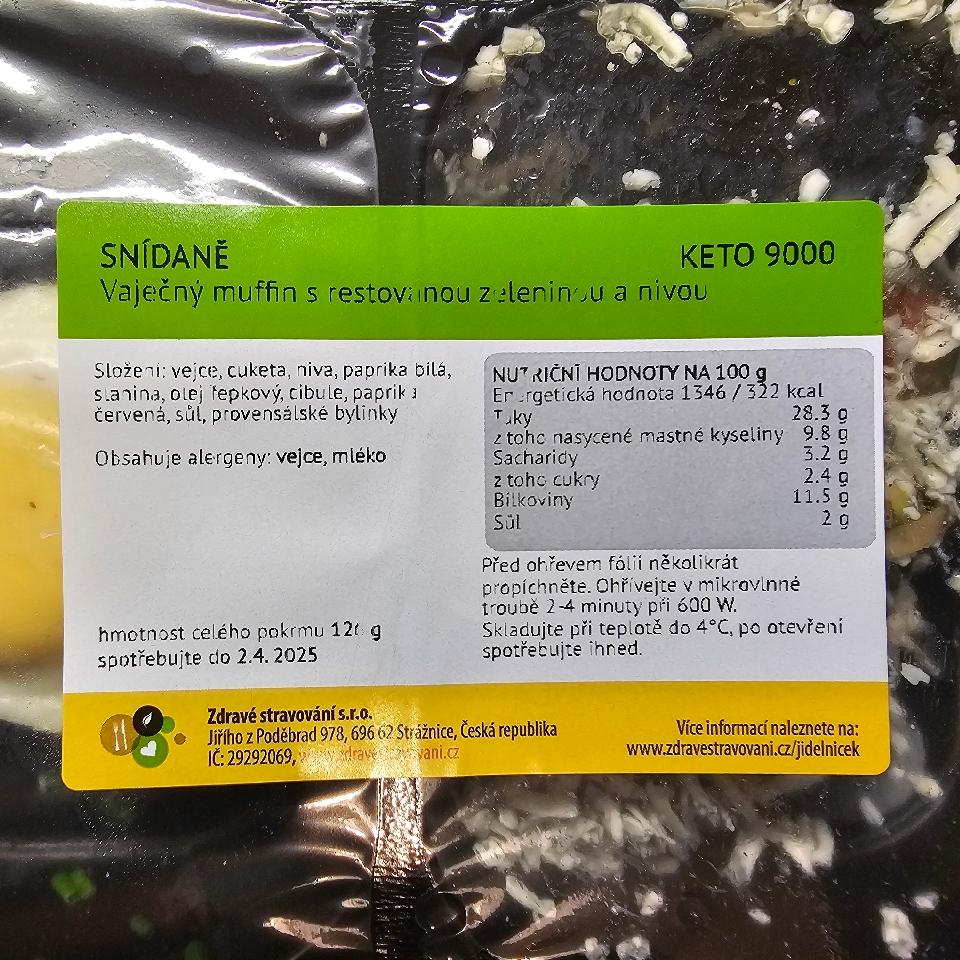 SNÍDANĚ
KETO 9000
Vaječný muffin s restovanou zeleninou a nivou
Složení: vejce, cuketa, niva, paprika bílá,
slanina, olej řepkový, cibule, paprika
červená, sůl, provensálské bylinky
Obsahuje alergeny: vejce, mléko
hmotnost celého pokrmu g
spotřebujte do 2.4. 2025
NUTRIČNÍ HODNOTY NA 100 g
Energetická hodnota 1346 / 322 kcal
Tuky 28.3 g
z toho nasycené mastné kyseliny 9.8 g
Sacharidy 3.2 g
z toho cukry 2.4 g
Bílkoviny 11.5 g
Sůl 2 g
Před ohřevem fólií několikrát
propíchněte. Ohřívejte v mikrovlnné
troubě 2-4 minuty při 600 W.
Skladujte při teplotě do 4°C, po otevření
spotřebujte ihned.
Zdravé stravování s.r.o.
Jiřího z Poděbrad 978, 696 62 Strážnice, Česká republika
IČ: 29292069, www.zdravestravovani.cz
Více informací naleznete na:
www.zdravestravovani.cz/jidelnicek